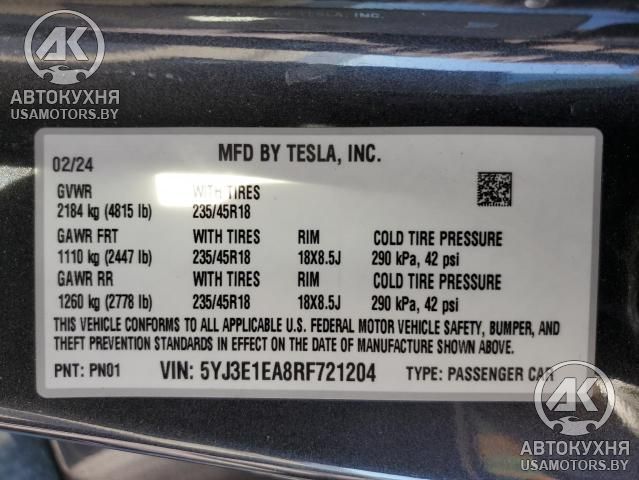 АК
АВТОКУХНЯ
USAMOTORS.BY
TESLA, INC.
MFD BY TESLA, INC.
02/24
GVWR WITH TIRES
2184 kg (4815 lb) 235/45R18
GAWR FRT WITH TIRES RIM COLD TIRE PRESSURE
1110 kg (2447 lb) 235/45R18 18X8.5J 290 kPa, 42 psi
GAWR RR WITH TIRES RIM COLD TIRE PRESSURE
1260 kg (2778 lb) 235/45R18 18X8.5J 290 kPa, 42 psi
THIS VEHICLE CONFORMS TO ALL APPLICABLE U.S. FEDERAL MOTOR VEHICLE SAFETY, BUMPER, AND
THEFT PREVENTION STANDARDS IN EFFECT ON THE DATE OF MANUFACTURE SHOWN ABOVE.
PNT: PN01 VIN: 5YJ3E1EA8RF721204 TYPE: PASSENGER CAR
АК
АВТОКУХНЯ
USAMOTORS.BY